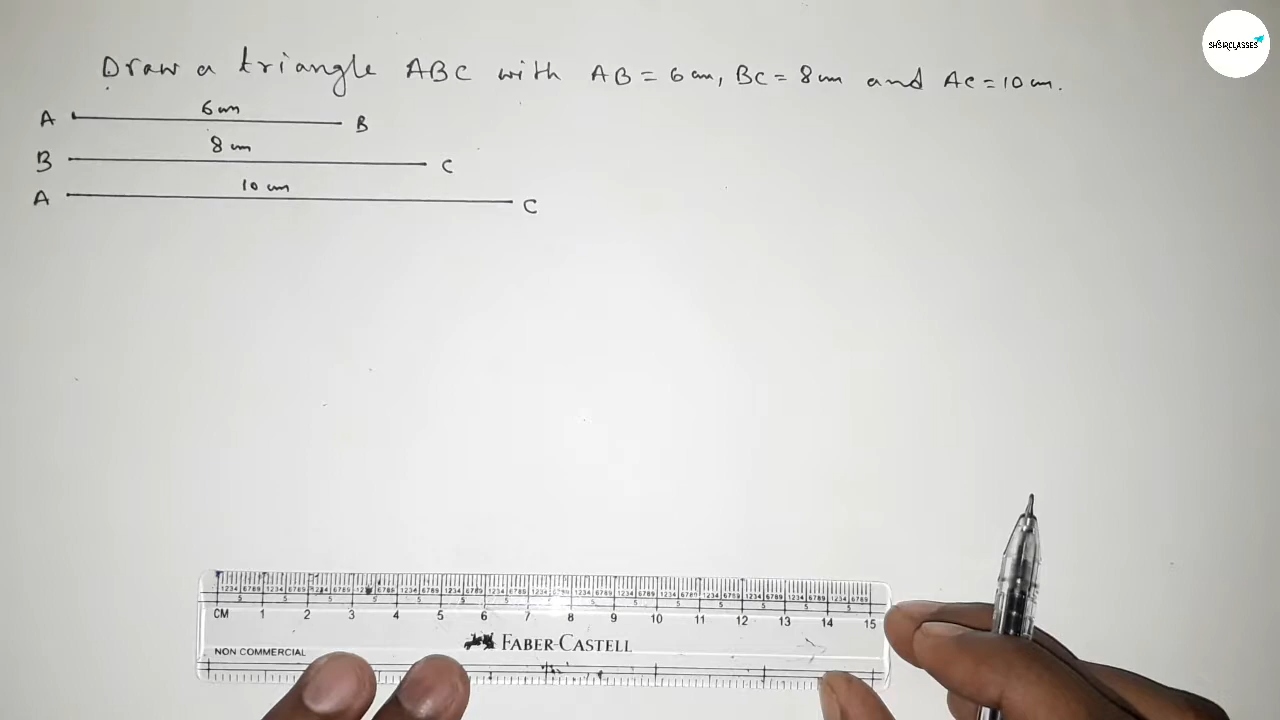 SHSIRCLASSES
Draw a triangle ABC with AB = 6 cm, BC = 8 cm and AC = 10 cm.
6 cm
A B
8 cm
B C
10 cm
A C
CM 1 2 3 4 5 6 7 8 9 10 11 12 13 14 15
FABER-CASTELL
NON COMMERCIAL